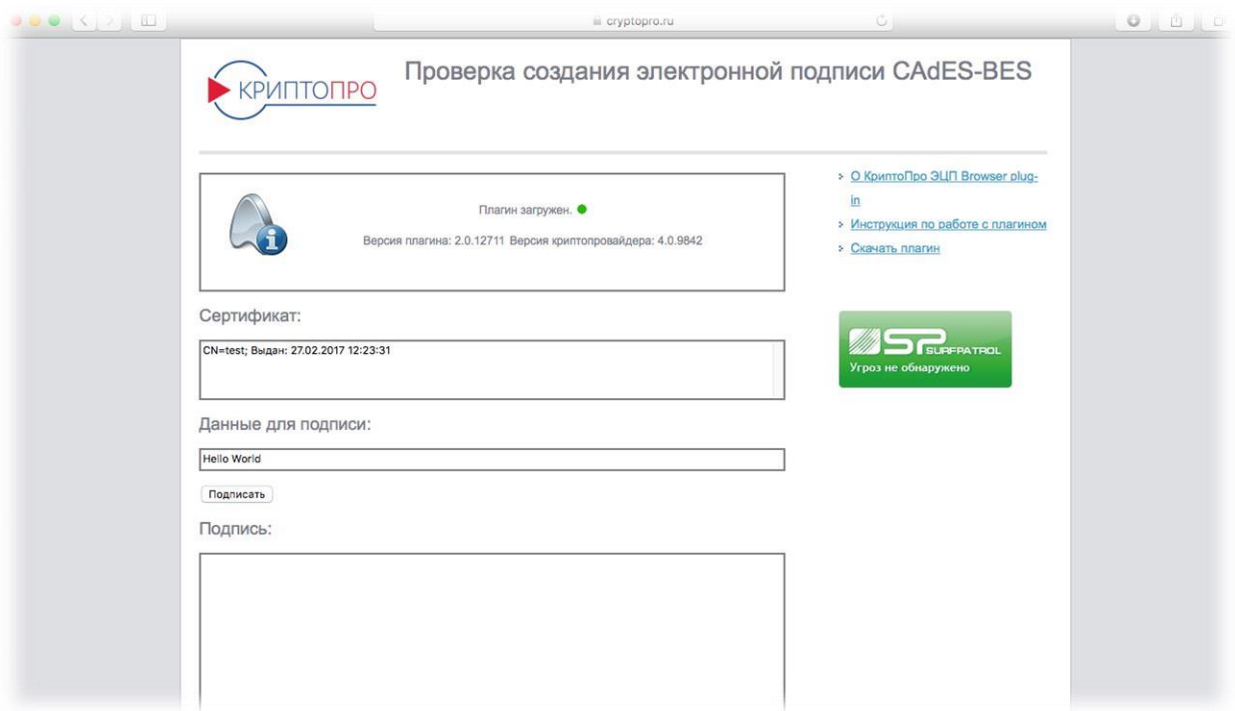 cryptopro.ru
КРИПТОПРО
Проверка создания электронной подписи CAdES-BES
Плагин загружен.
Версия плагина: 2.0.12711 Версия криптопровайдера: 4.0.9842
О КриптоПро ЭЦП Browser plug-
in
Инструкция по работе с плагином
Скачать плагин
Сертификат:
CN=test; Выдан: 27.02.2017 12:23:31
SP SURFPATROL
Угроз не обнаружено
Данные для подписи:
Hello World
Подписать
Подпись: